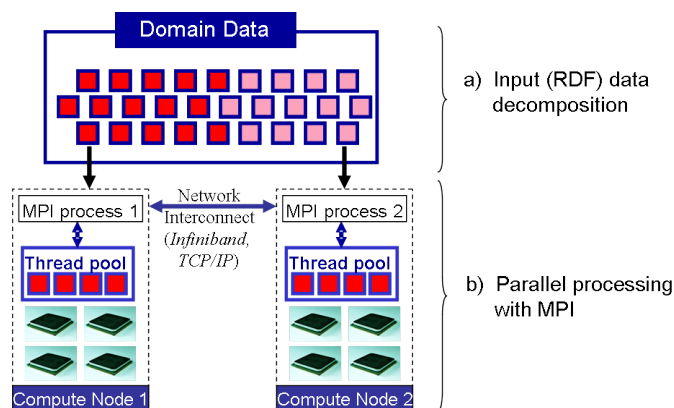 Domain Data
a) Input (RDF) data
decomposition
MPI process 1
Network
Interconnect
(Infiniband,
TCP/IP)
MPI process 2
Thread pool
Thread pool
b) Parallel processing
with MPI
Compute Node 1
Compute Node 2